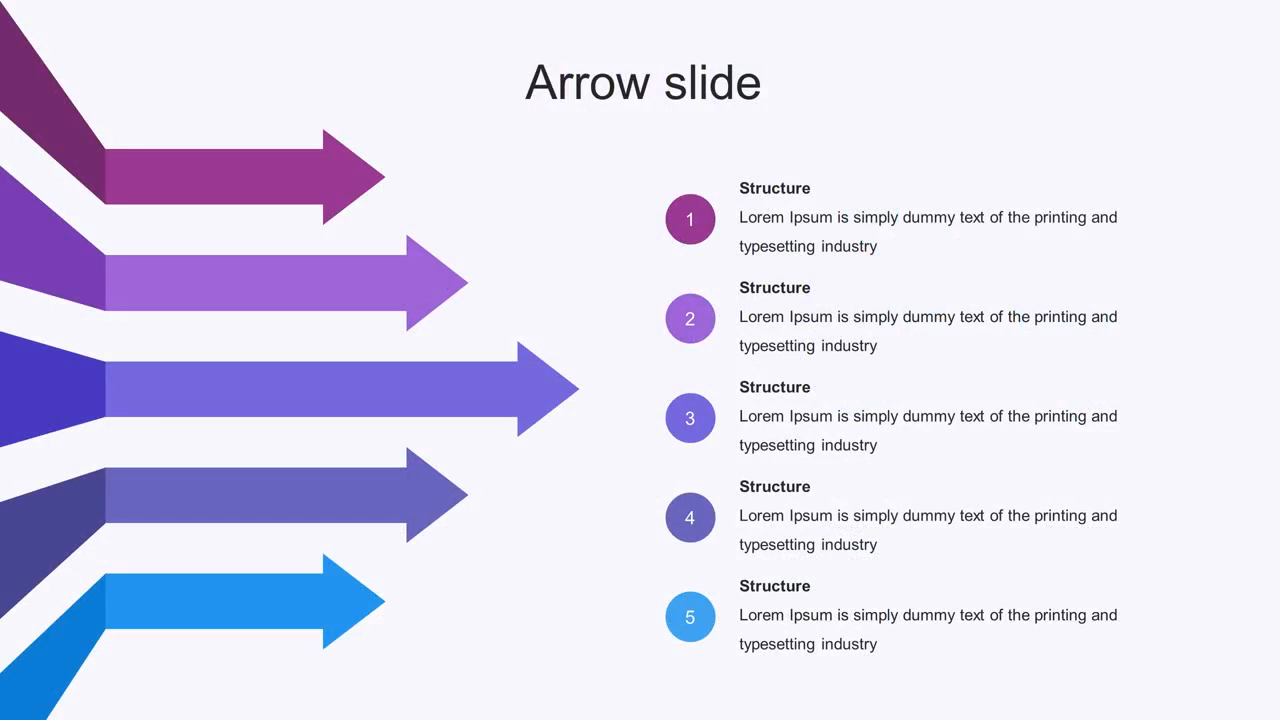 Arrow slide
1
Structure
Lorem Ipsum is simply dummy text of the printing and
typesetting industry
2
Structure
Lorem Ipsum is simply dummy text of the printing and
typesetting industry
3
Structure
Lorem Ipsum is simply dummy text of the printing and
typesetting industry
4
Structure
Lorem Ipsum is simply dummy text of the printing and
typesetting industry
5
Structure
Lorem Ipsum is simply dummy text of the printing and
typesetting industry